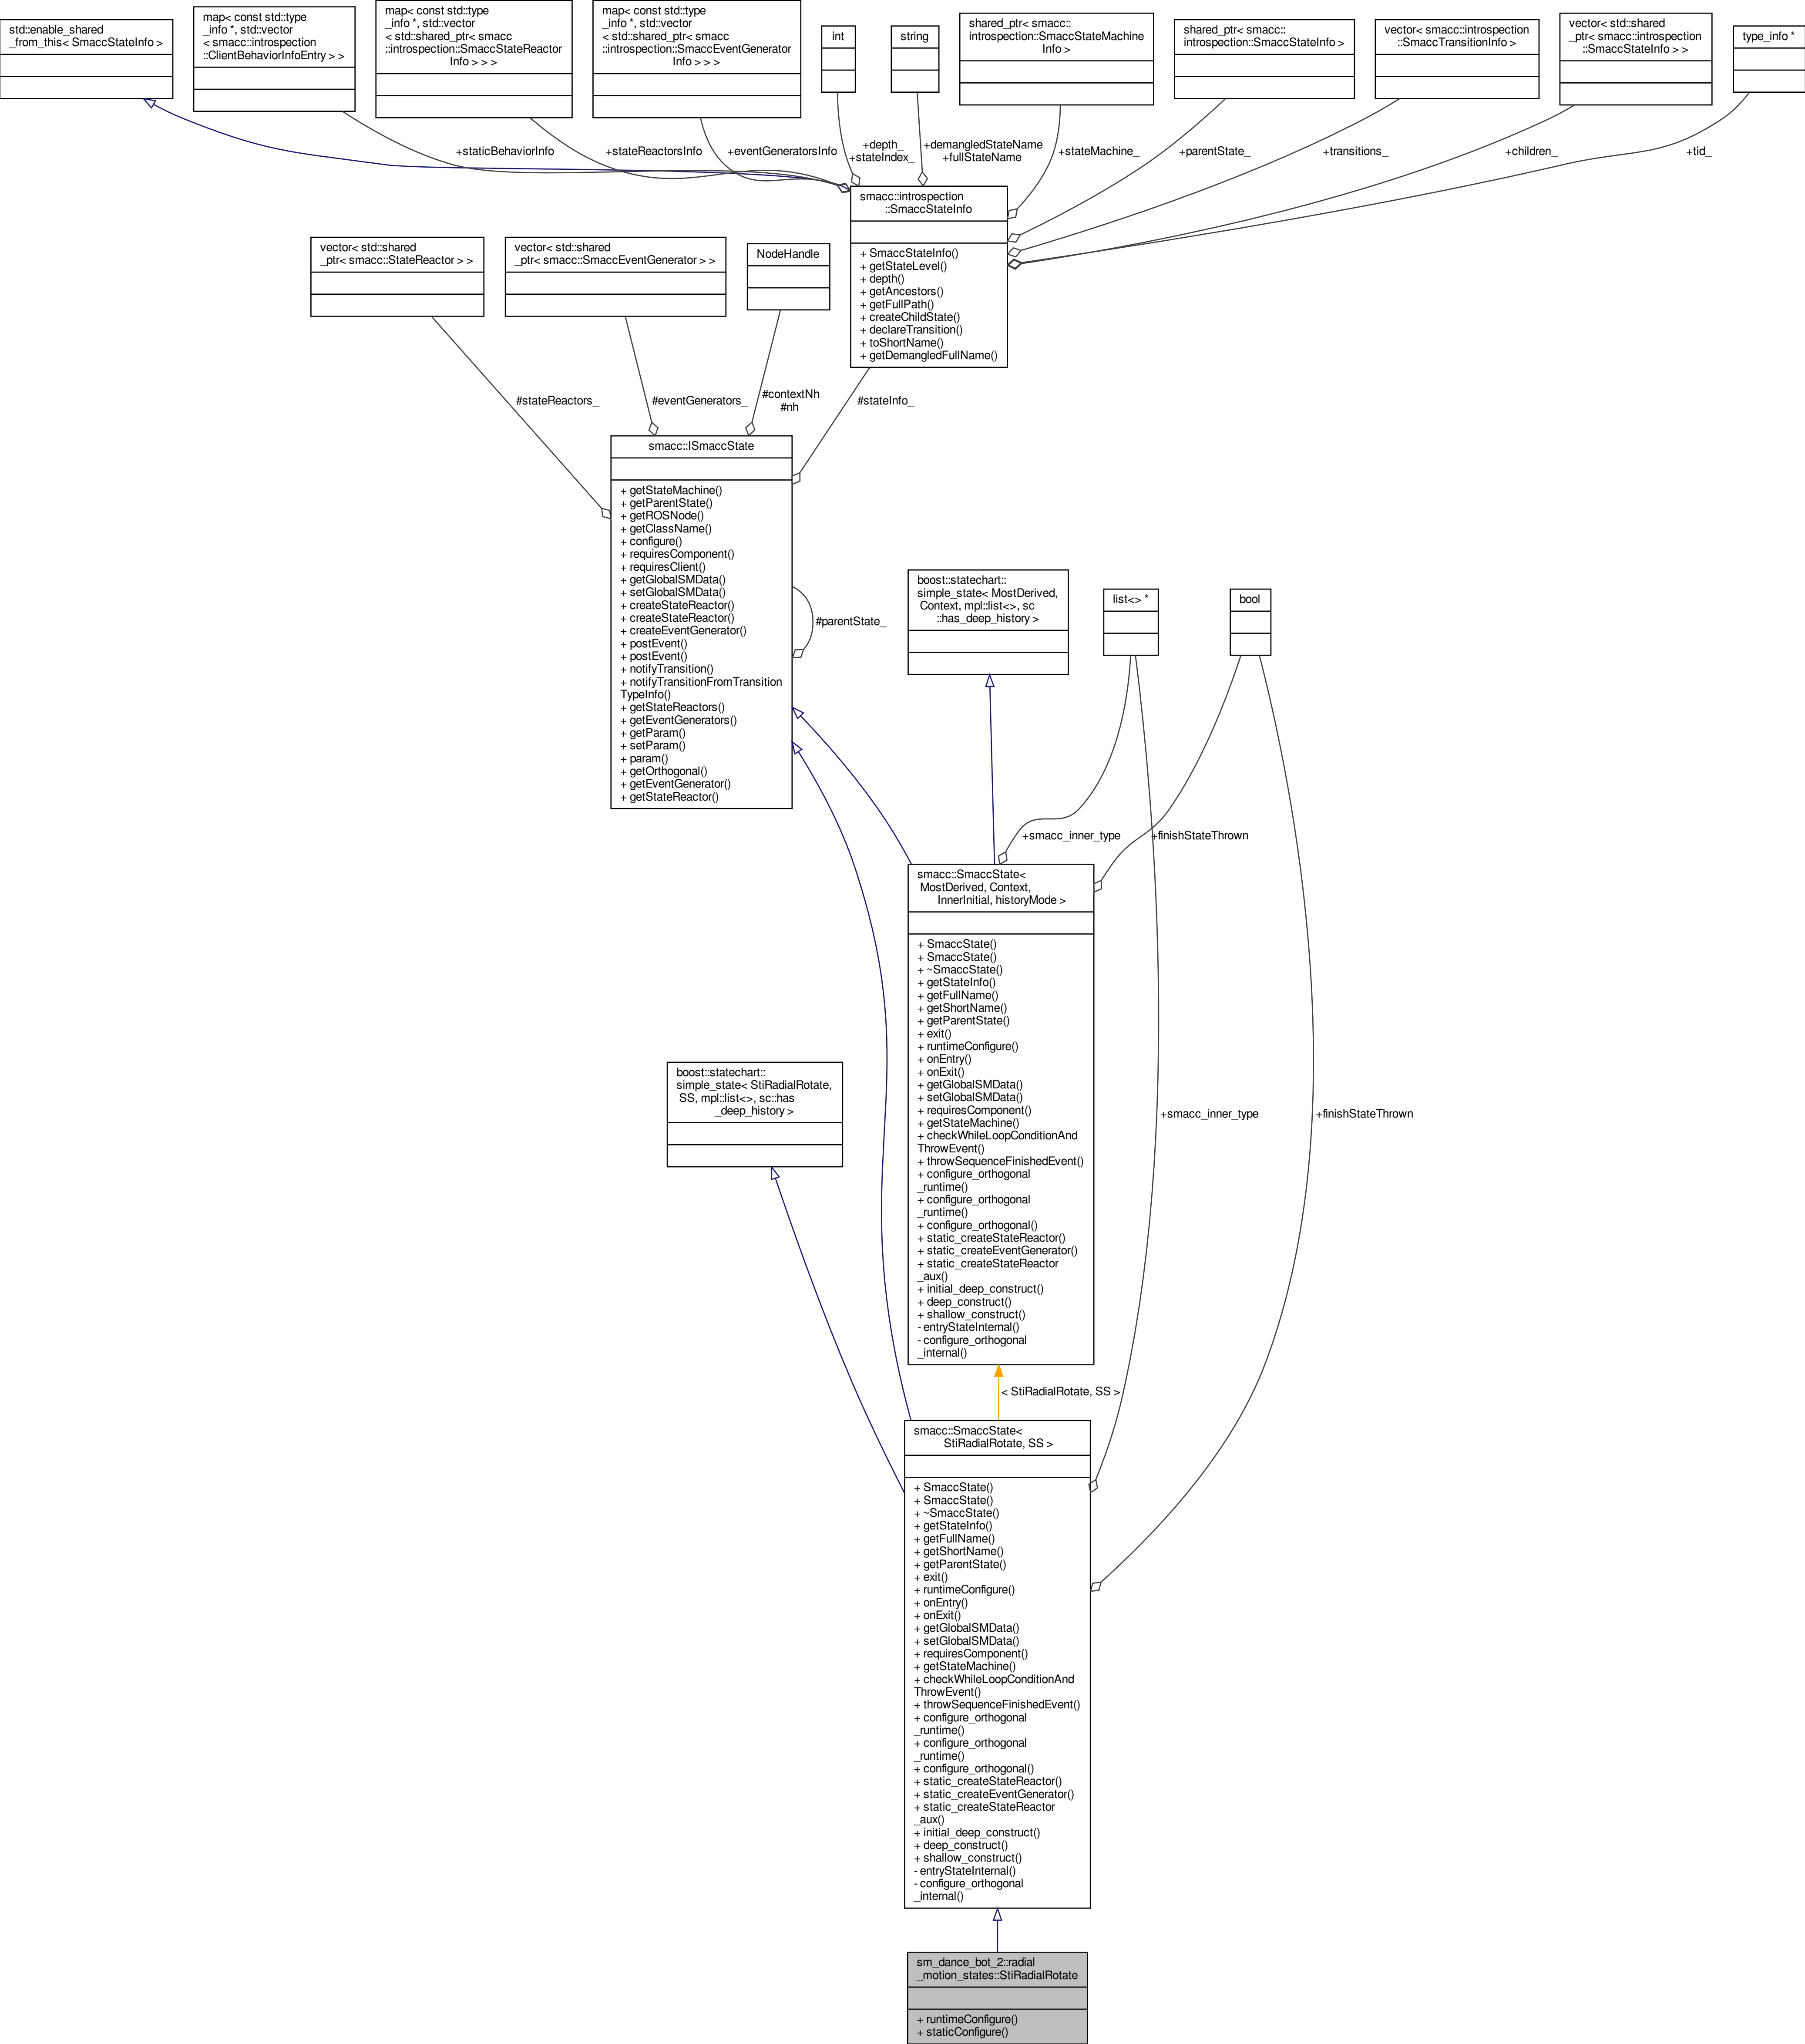 std::enable_shared
_from_this< SmaccStateInfo >
map< const std::type
_info *, std::vector
< smacc::introspection
::ClientBehaviorInfoEntry > >
map< const std::type
_info *, std::vector
< std::shared_ptr< smacc
::introspection::SmaccStateReactor
Info > > >
map< const std::type
_info *, std::vector
< std::shared_ptr< smacc
::introspection::SmaccEventGenerator
Info > > >
int
string
shared_ptr< smacc::
introspection::SmaccStateMachine
Info >
shared_ptr< smacc::
introspection::SmaccStateInfo >
vector< smacc::introspection
::SmaccTransitionInfo >
vector< std::shared
_ptr< smacc::introspection
::SmaccStateInfo > >
type_info *
+staticBehaviorInfo
+stateReactorsInfo
+eventGeneratorsInfo
+depth_
+stateIndex_
+demangledStateName
+fullStateName
+stateMachine_
+parentState_
+transitions_
+children_
+tid_
smacc::introspection
::SmaccStateInfo
+ SmaccStateInfo()
+ getStateLevel()
+ depth()
+ getAncestors()
+ getFullPath()
+ createChildState()
+ declareTransition()
+ toShortName()
+ getDemangledFullName()
vector< std::shared
_ptr< smacc::StateReactor > >
vector< std::shared
_ptr< smacc::SmaccEventGenerator > >
NodeHandle
#stateReactors_
#eventGenerators_
#contextNh
#nh
#stateInfo_
smacc::ISmaccState
+ getStateMachine()
+ getParentState()
+ getROSNode()
+ getClassName()
+ configure()
+ requiresComponent()
+ requiresClient()
+ getGlobalSMData()
+ setGlobalSMData()
+ createStateReactor()
+ createStateReactor()
+ createEventGenerator()
+ postEvent()
+ postEvent()
+ notifyTransition()
+ notifyTransitionFromTransition
TypeInfo()
+ getStateReactors()
+ getEventGenerators()
+ getParam()
+ setParam()
+ param()
+ getOrthogonal()
+ getEventGenerator()
+ getStateReactor()
#parentState_
boost::statechart::
simple_state< MostDerived,
Context, mpl::list<>, sc
::has_deep_history >
list<> *
bool
+smacc_inner_type
+finishStateThrown
smacc::SmaccState<
MostDerived, Context,
InnerInitial, historyMode >
+ SmaccState()
+ SmaccState()
+ ~SmaccState()
+ getStateInfo()
+ getFullName()
+ getShortName()
+ getParentState()
+ exit()
+ runtimeConfigure()
+ onEntry()
+ onExit()
+ getGlobalSMData()
+ setGlobalSMData()
+ requiresComponent()
+ getStateMachine()
+ checkWhileLoopConditionAnd
ThrowEvent()
+ throwSequenceFinishedEvent()
+ configure_orthogonal
_runtime()
+ configure_orthogonal
_runtime()
+ configure_orthogonal()
+ static_createStateReactor()
+ static_createEventGenerator()
+ static_createStateReactor
_aux()
+ initial_deep_construct()
+ deep_construct()
+ shallow_construct()
- entryStateInternal()
- configure_orthogonal
_internal()
boost::statechart::
simple_state< StiRadialRotate,
SS, mpl::list<>, sc::has
_deep_history >
+smacc_inner_type
+finishStateThrown
< StiRadialRotate, SS >
smacc::SmaccState<
StiRadialRotate, SS >
+ SmaccState()
+ SmaccState()
+ ~SmaccState()
+ getStateInfo()
+ getFullName()
+ getShortName()
+ getParentState()
+ exit()
+ runtimeConfigure()
+ onEntry()
+ onExit()
+ getGlobalSMData()
+ setGlobalSMData()
+ requiresComponent()
+ getStateMachine()
+ checkWhileLoopConditionAnd
ThrowEvent()
+ throwSequenceFinishedEvent()
+ configure_orthogonal
_runtime()
+ configure_orthogonal
_runtime()
+ configure_orthogonal()
+ static_createStateReactor()
+ static_createEventGenerator()
+ static_createStateReactor
_aux()
+ initial_deep_construct()
+ deep_construct()
+ shallow_construct()
- entryStateInternal()
- configure_orthogonal
_internal()
sm_dance_bot_2::radial
_motion_states::StiRadialRotate
+ runtimeConfigure()
+ staticConfigure()